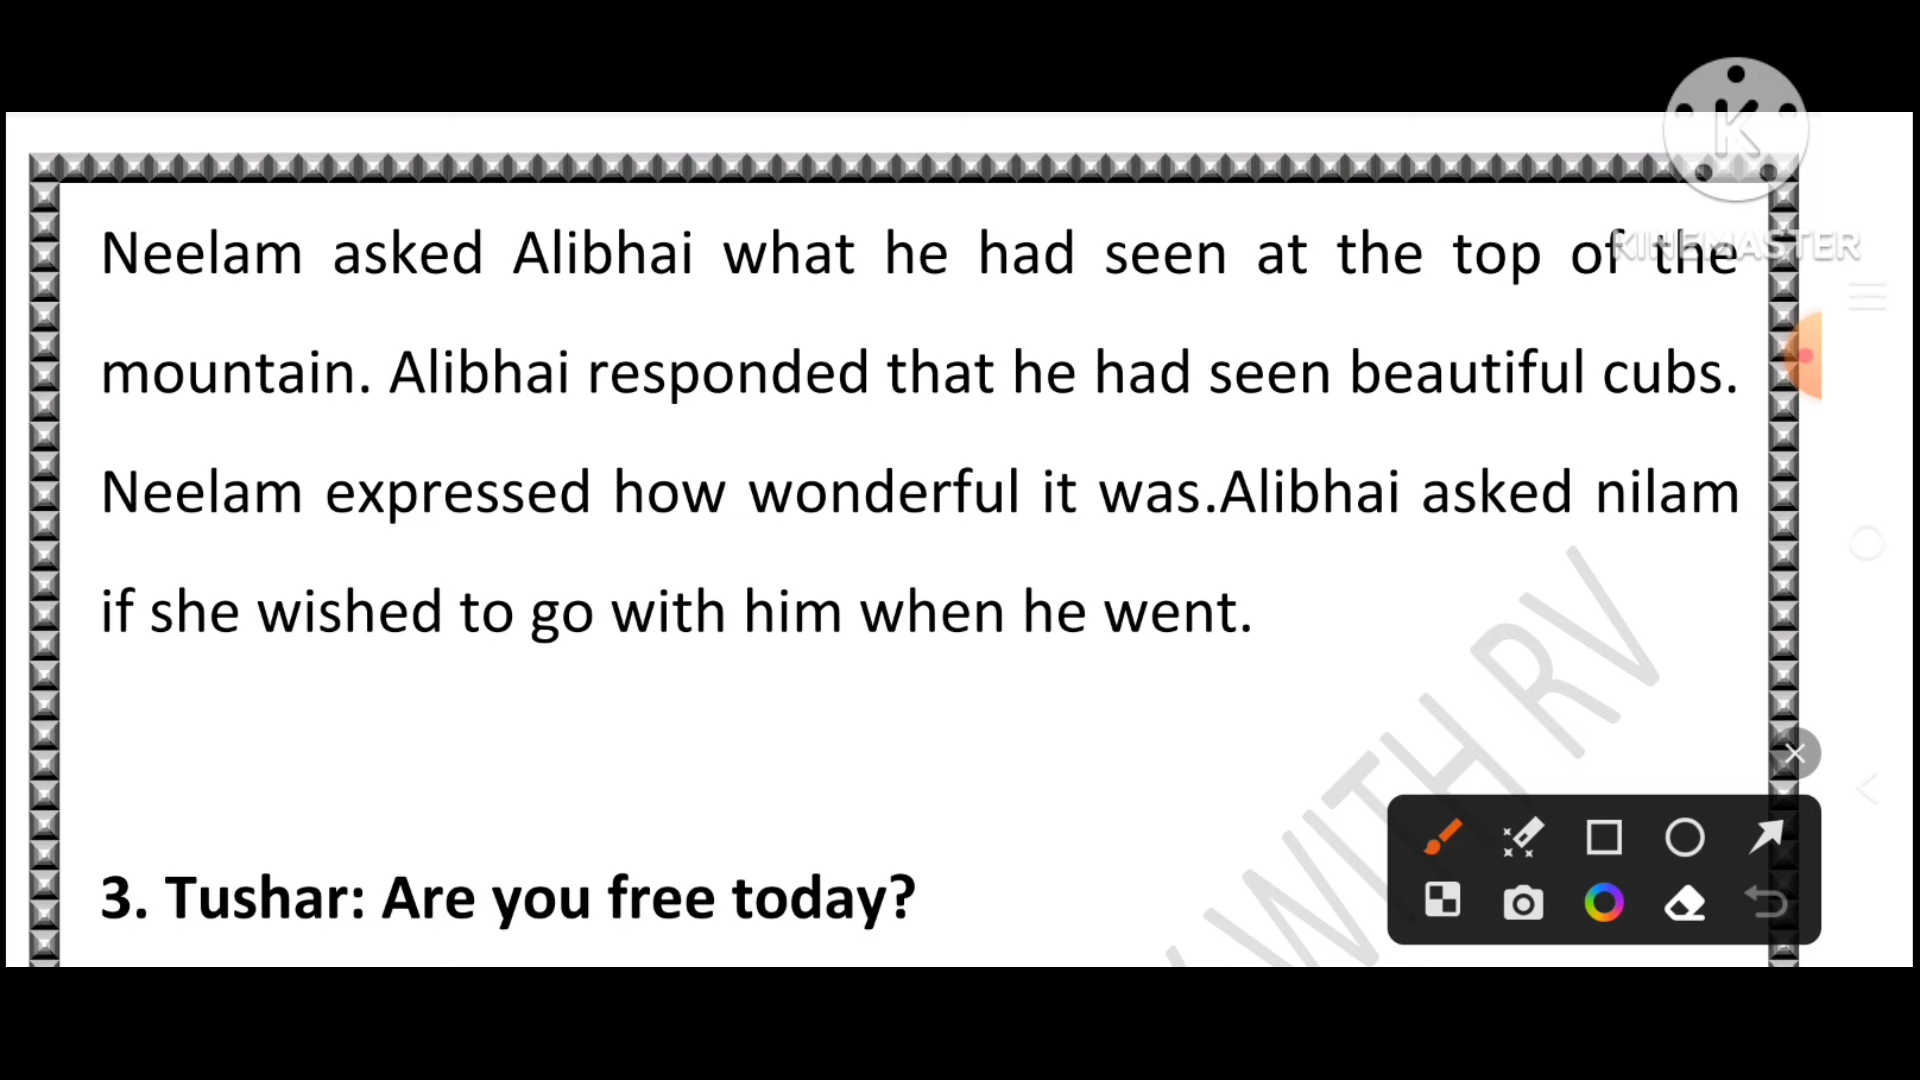 K
KINEMASTER
Neelam asked Alibhai what he had seen at the top of the
mountain. Alibhai responded that he had seen beautiful cubs.
Neelam expressed how wonderful it was.Alibhai asked nilam
if she wished to go with him when he went.
WITH RV
3. Tushar: Are you free today?